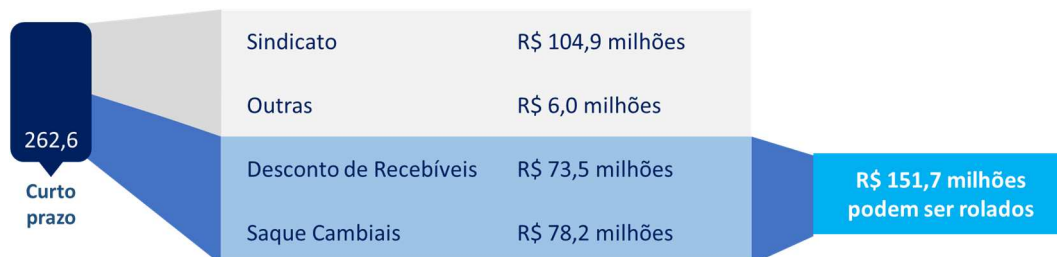 262,6
Curto
prazo
Sindicato R$ 104,9 milhões
Outras R$ 6,0 milhões
Desconto de Recebíveis R$ 73,5 milhões
Saque Cambiais R$ 78,2 milhões
R$ 151,7 milhões
podem ser rolados